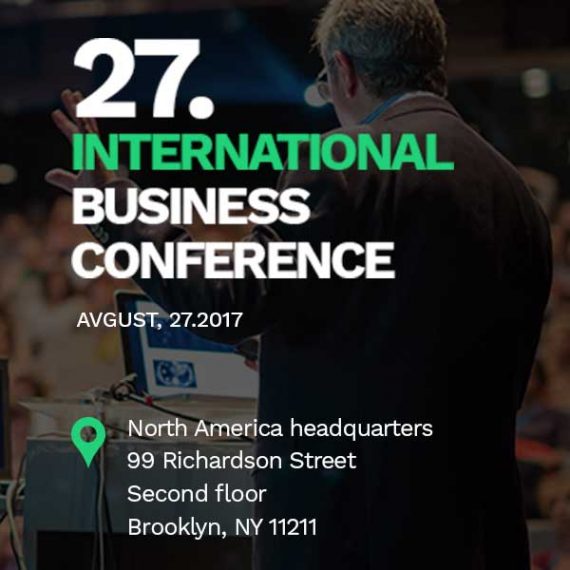 27.
INTERNATIONAL
BUSINESS
CONFERENCE
AVGUST, 27.2017
North America headquarters
99 Richardson Street
Second floor
Brooklyn, NY 11211